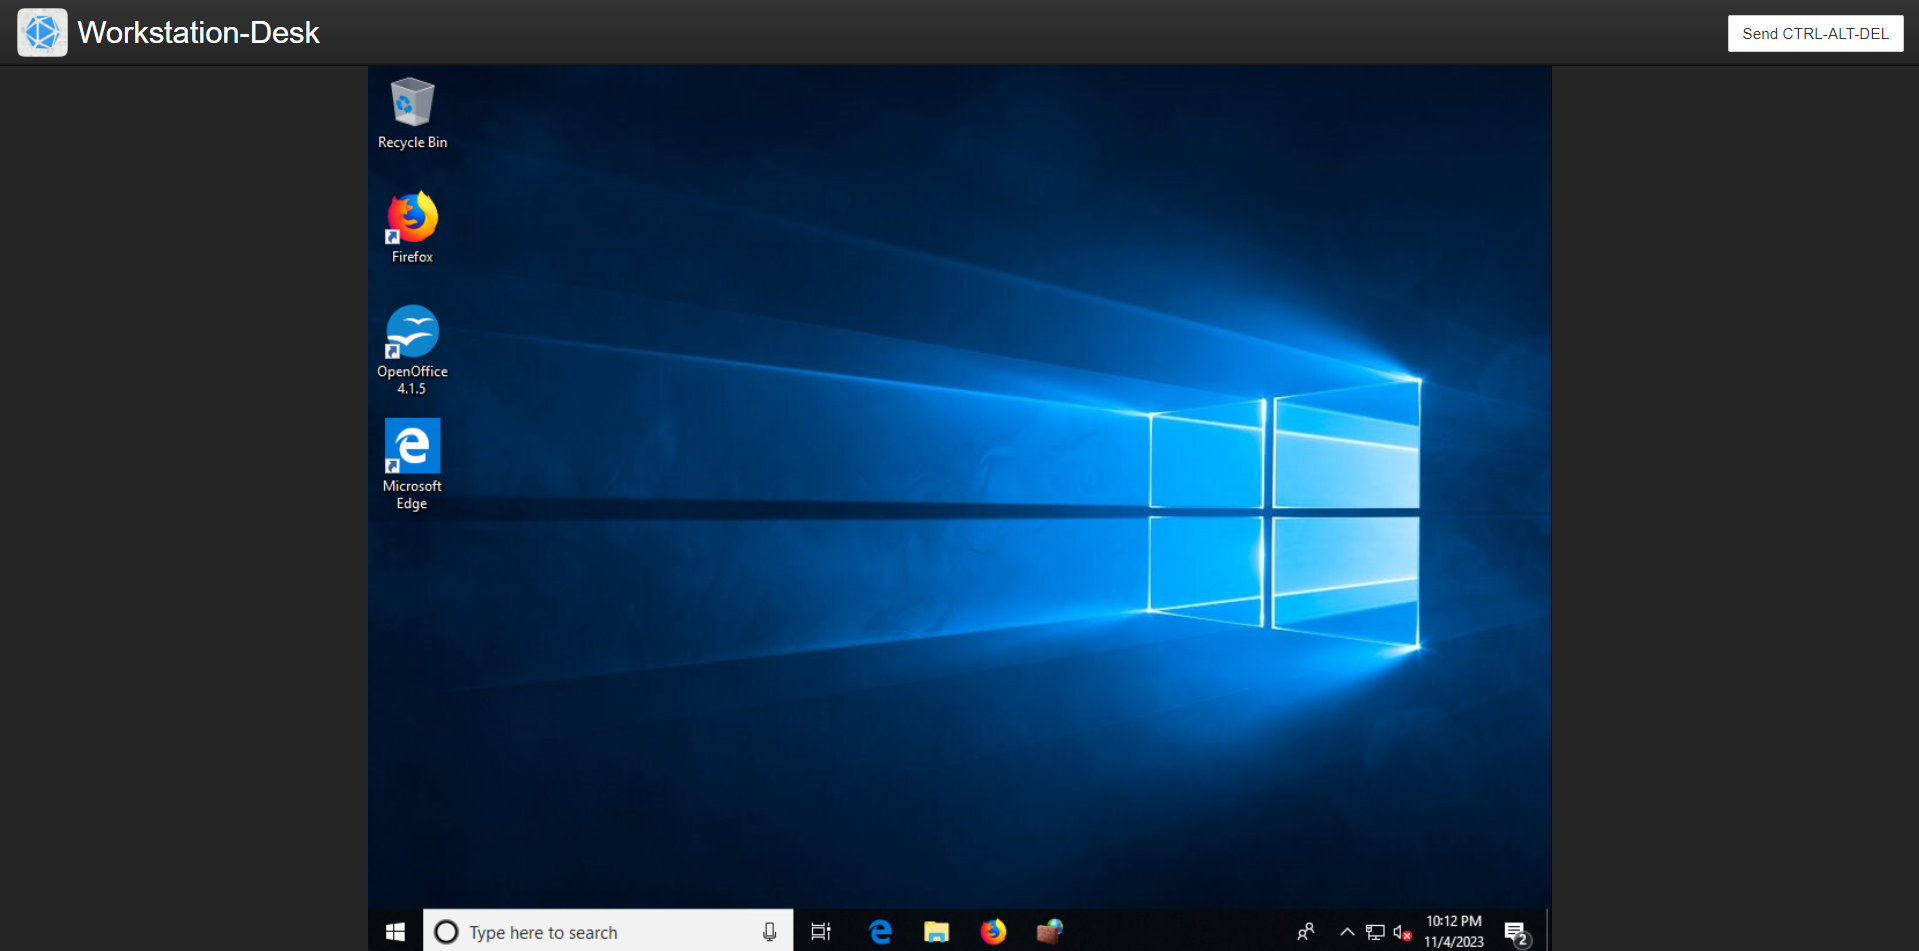 Workstation-Desk
Send CTRL-ALT-DEL
Recycle Bin
Firefox
OpenOffice
4.1.5
Microsoft
Edge
Type here to search
10:12 PM
11/4/2023
2